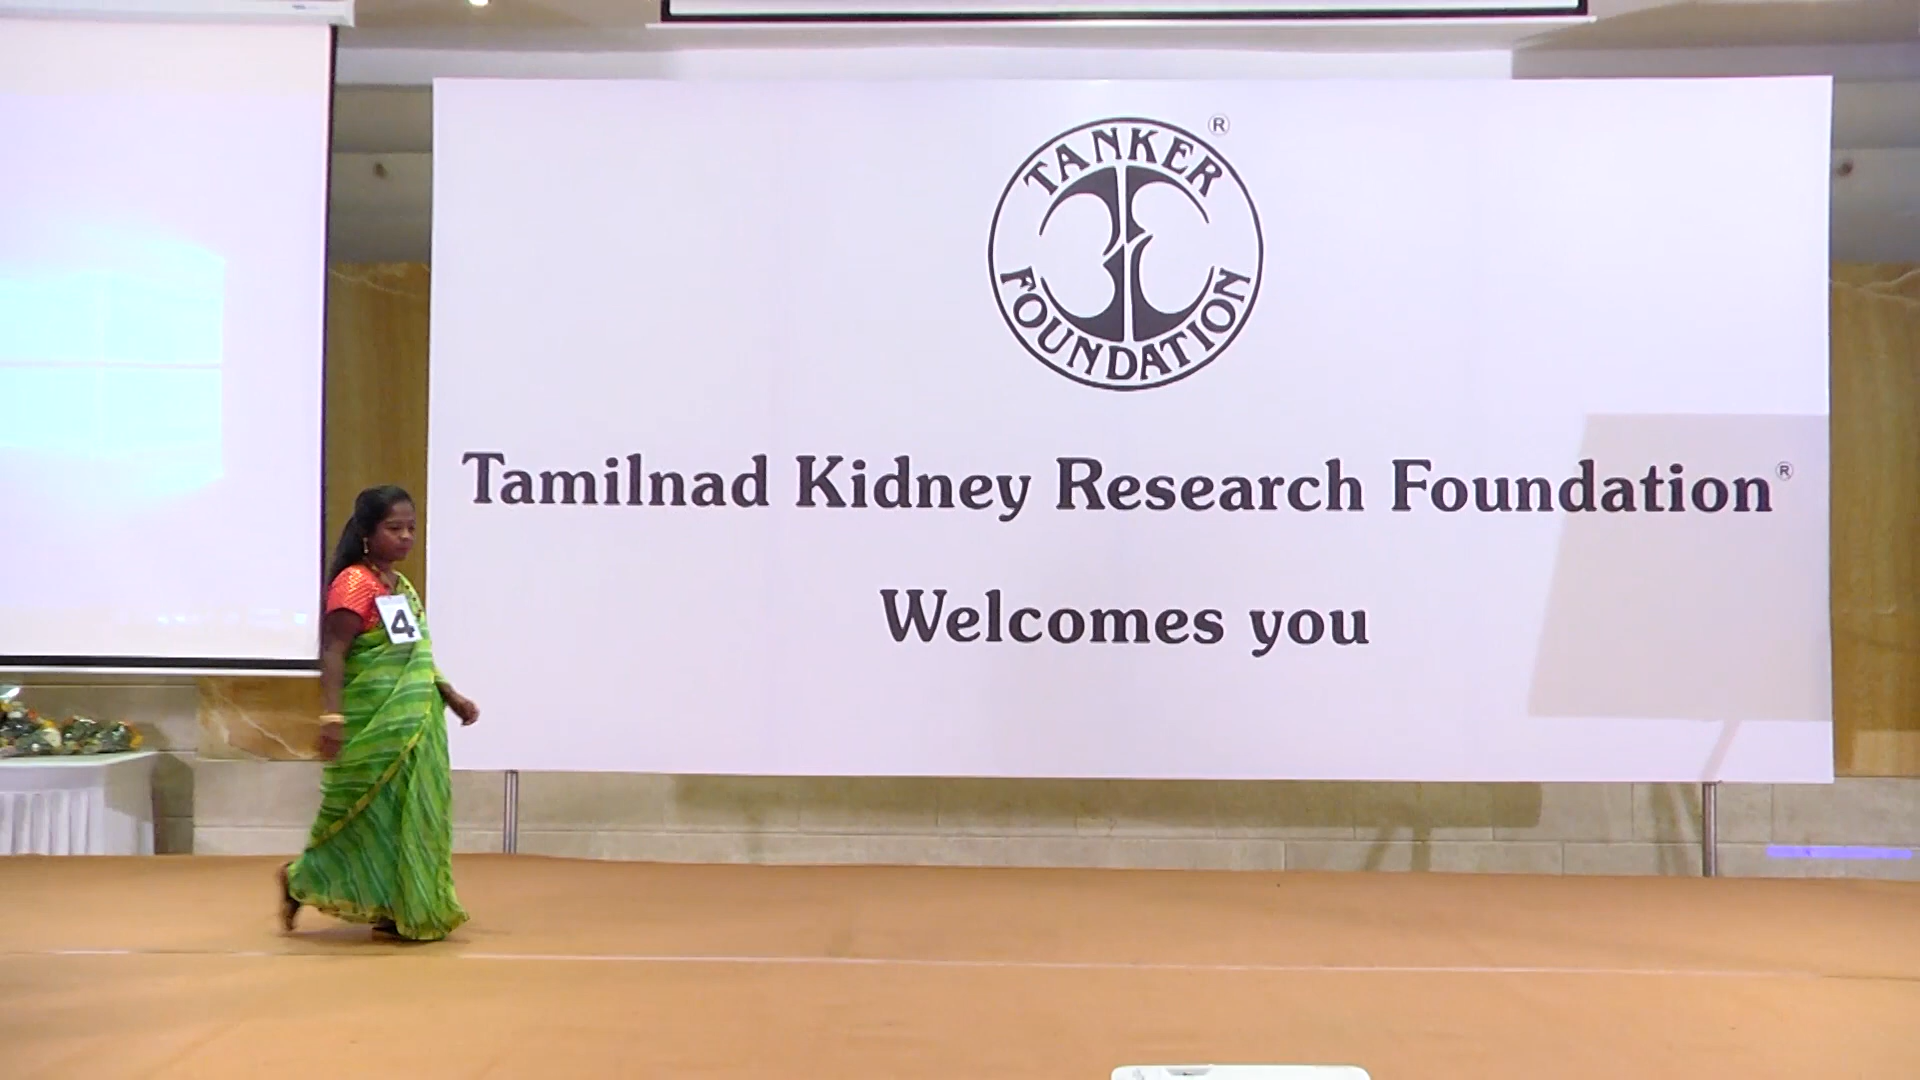 TANKER
FOUNDATION
®
Tamilnad Kidney Research Foundation®
Welcomes you
4